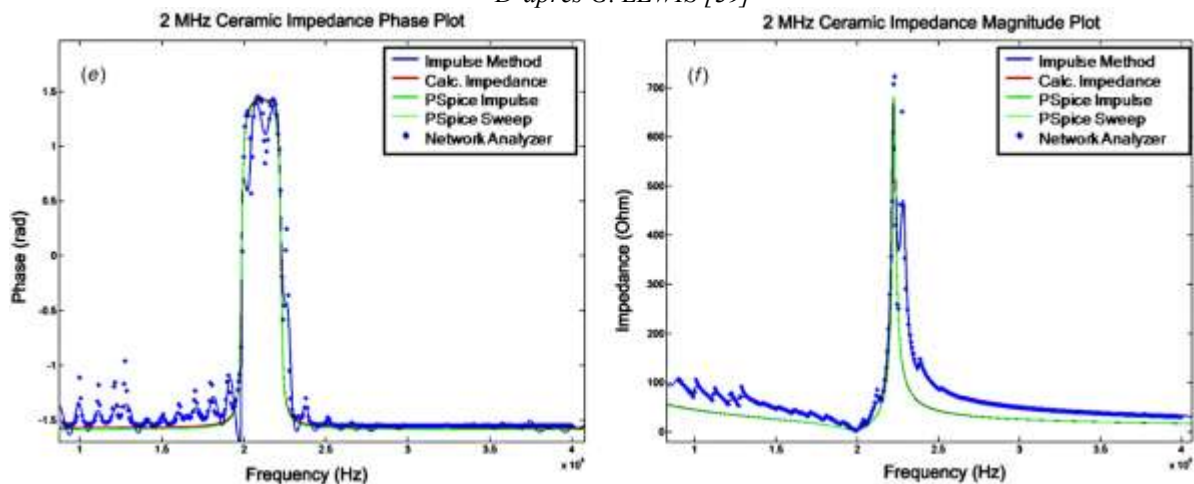 D'après G. LEWIS [59]
2 MHz Ceramic Impedance Phase Plot
(e)
Impulse Method
Calc. Impedance
PSpice Impulse
PSpice Sweep
Network Analyzer
1.5
1
0.5
0
-0.5
-1
-1.5
Phase (rad)
1
1.5
2
2.5
3
3.5
4
Frequency (Hz)
2 MHz Ceramic Impedance Magnitude Plot
(f)
Impulse Method
Calc. Impedance
PSpice Impulse
PSpice Sweep
Network Analyzer
700
600
500
400
300
200
100
0
Impedance (Ohm)
1
1.5
2
2.5
3
3.5
4
Frequency (Hz)